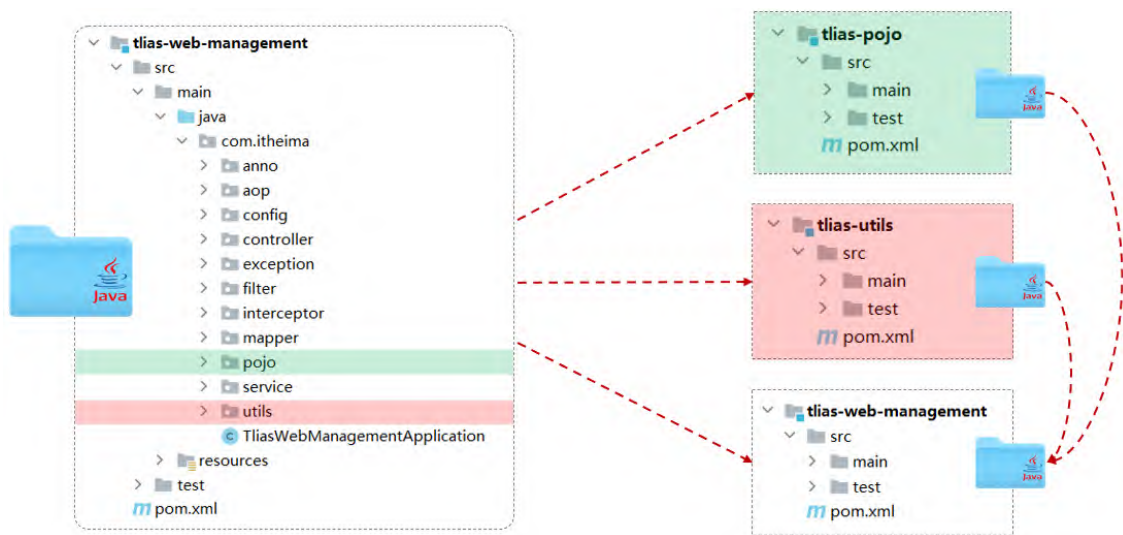 tlias-web-management
src
main
java
com.itheima
anno
aop
config
controller
exception
filter
interceptor
mapper
pojo
service
utils
C TliasWebManagementApplication
resources
test
m pom.xml
Java
tlias-pojo
src
main
test
m pom.xml
Java
tlias-utils
src
main
test
m pom.xml
Java
tlias-web-management
src
main
test
m pom.xml
Java